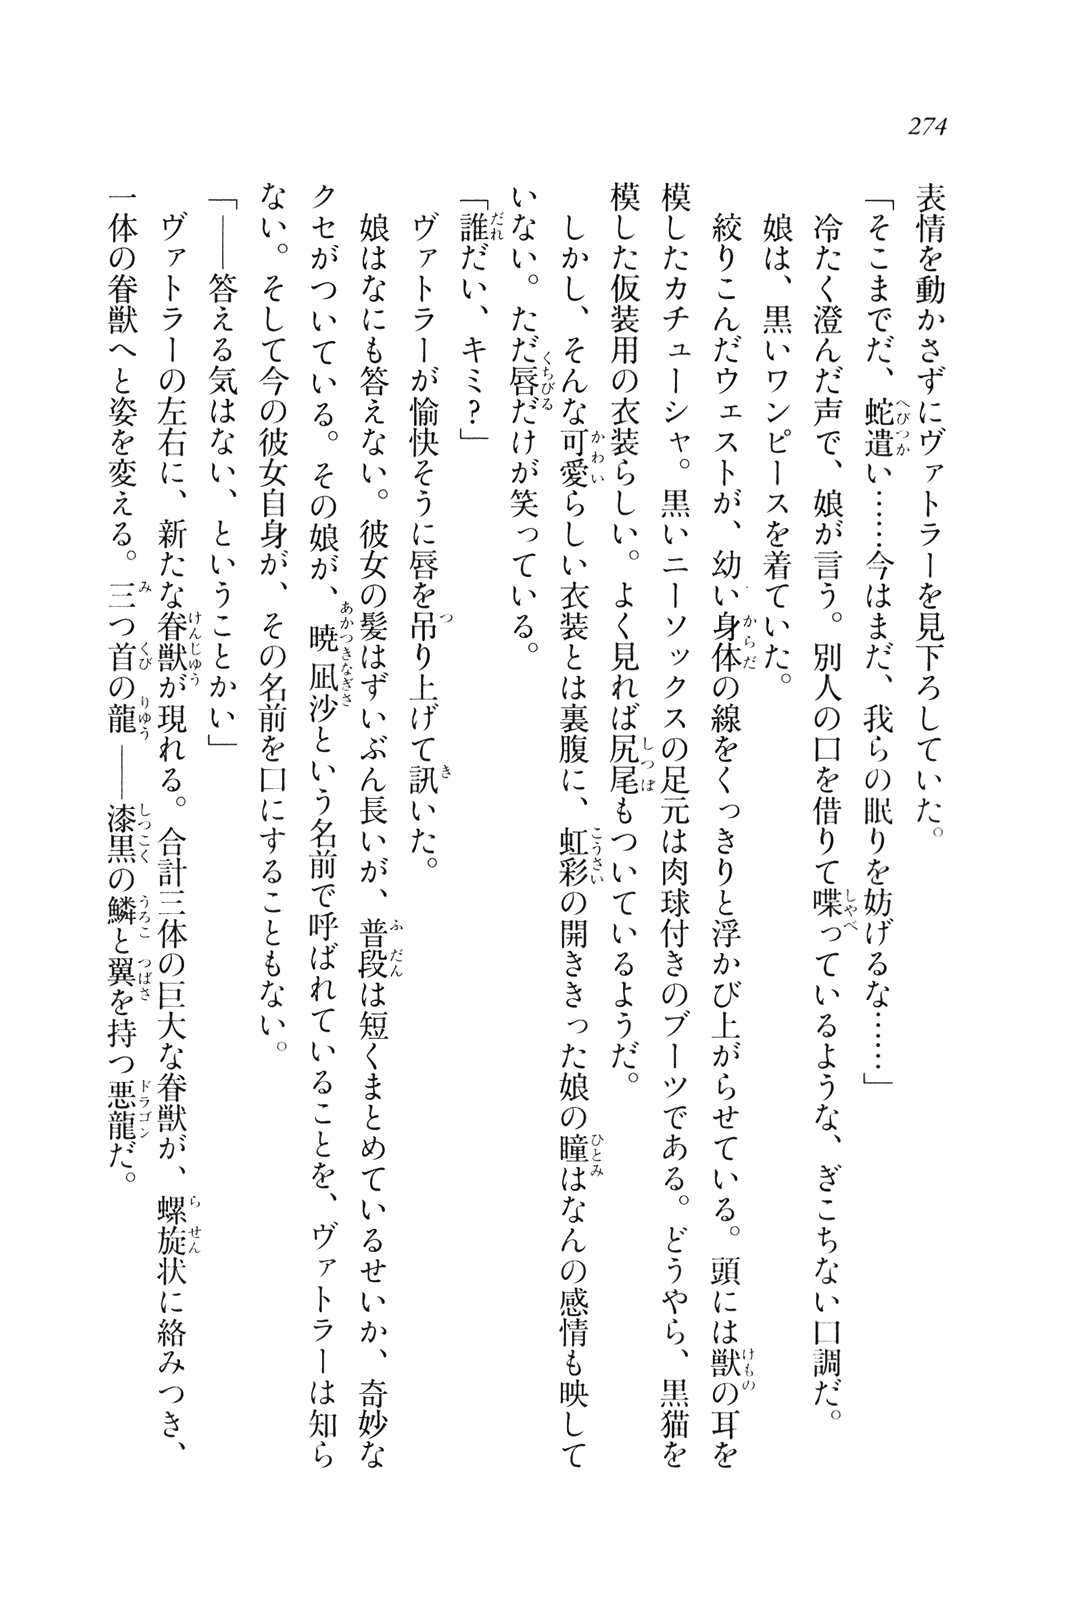 274
表情を動かさずにヴァトラーを見下ろしていた。
「そこまでだ、蛇遣い……今はまだ、我らの眠りを妨げるな……」
冷たく澄んだ声で、娘が言う。別人の口を借りて喋っているような、ぎこちない口調だ。
娘は、黒いワンピースを着ていた。
絞りこんだウェストが、幼い身体の線をくっきりと浮かび上がらせている。頭には獣の耳を
模したカチューシャ。黒いニーソックスの足元は肉球付きのブーツである。どうやら、黒猫を
模した仮装用の衣装らしい。よく見れば尻尾もついているようだ。
しかし、そんな可愛らしい衣装とは裏腹に、虹彩の開ききった娘の瞳はなんの感情も映して
いない。ただ唇だけが笑っている。
「誰だい、キミ?」
ヴァトラーが愉快そうに唇を吊り上げて訊いた。
娘はなにも答えない。彼女の髪はずいぶん長いが、普段は短くまとめているせいか、奇妙な
クセがついている。その娘が、暁凪沙という名前で呼ばれていることを、ヴァトラーは知ら
ない。そして今の彼女自身が、その名前を口にすることもない。
「――答える気はない、ということかい」
ヴァトラーの左右に、新たな眷獣が現れる。合計三体の巨大な眷獣が、螺旋状に絡みつき、
一体の眷獣へと姿を変える。三つ首の龍――漆黒の鱗と翼を持つ悪龍だ。